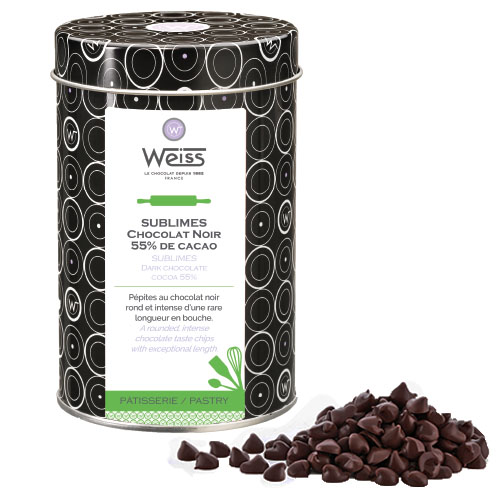 W
Weiss
LE CHOCOLAT DEPUIS 1882
FRANCE
SUBLIMES
CHOCOLAT NOIR
55% DE CACAO
SUBLIMES
DARK CHOCOLATE
COCOA 55%
Pépites au chocolat noir
rond et intense d'une rare
longueur en bouche.
A rounded, intense
chocolate taste chips
with exceptional length.
PATISSERIE / PASTRY